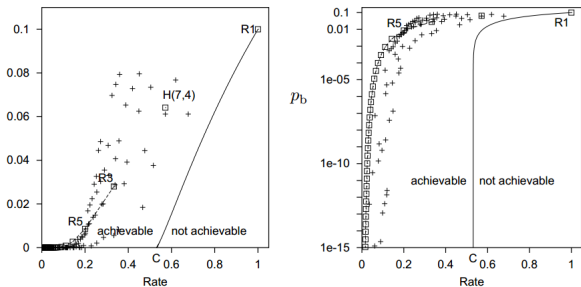 0.1
0.08
0.06
0.04
0.02
0
R1
H(7,4)
R3
R5
achievable
not achievable
0
0.2
0.4
C
0.6
0.8
1
Rate
p_b
0.1
0.01
1e-05
1e-10
1e-15
R5
R1
achievable
not achievable
0
0.2
0.4
C
0.6
0.8
1
Rate